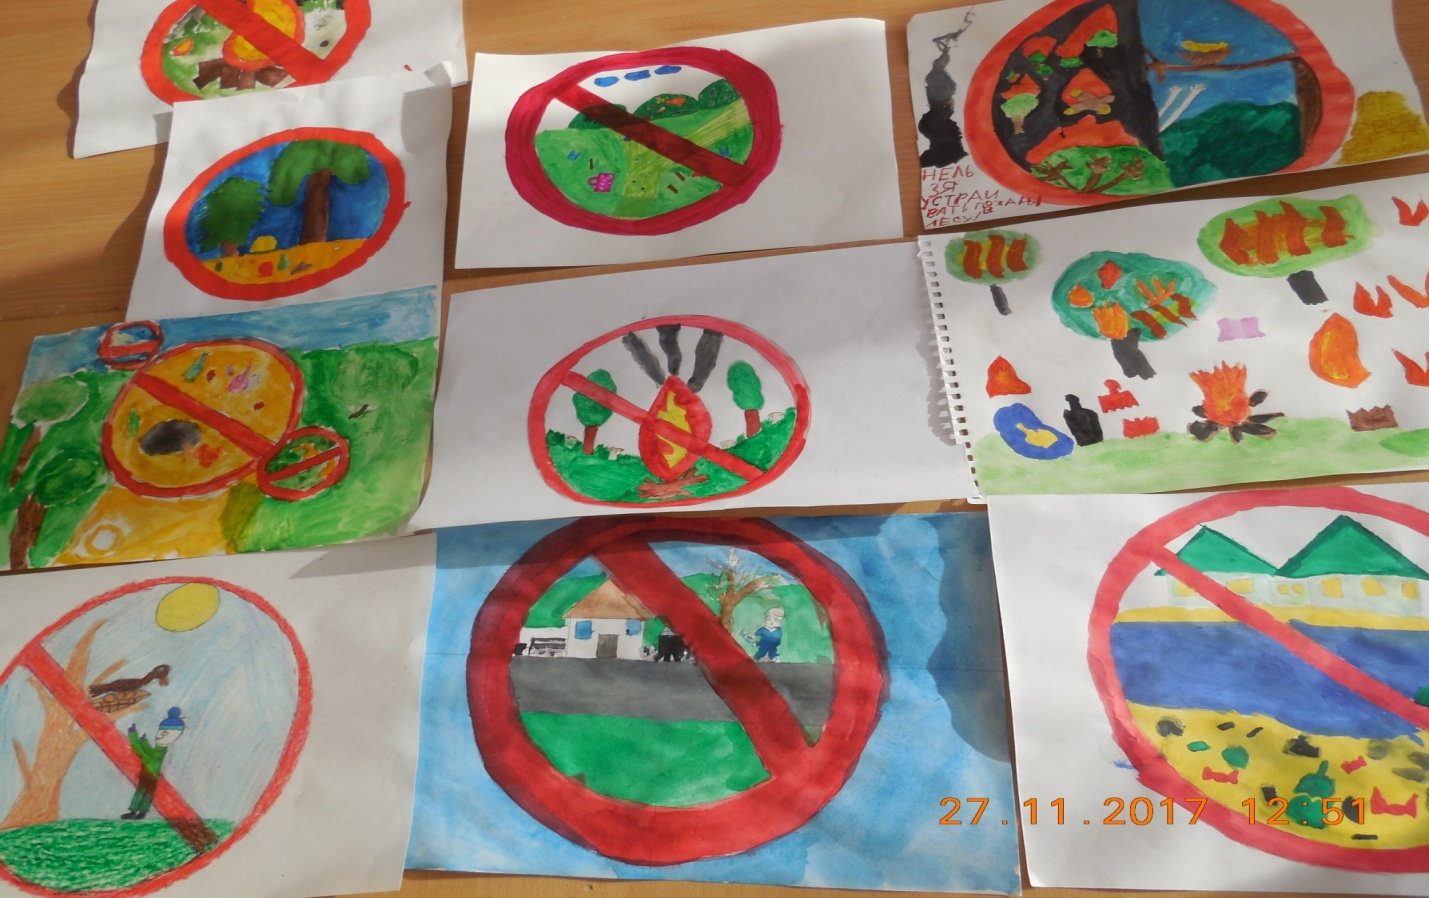 НЕЛЬ
ЗЯ
УСТРАИ
ВАТЬ ПОЖАРЫ
ЛЕСУ/В
27.11.2017 12:51